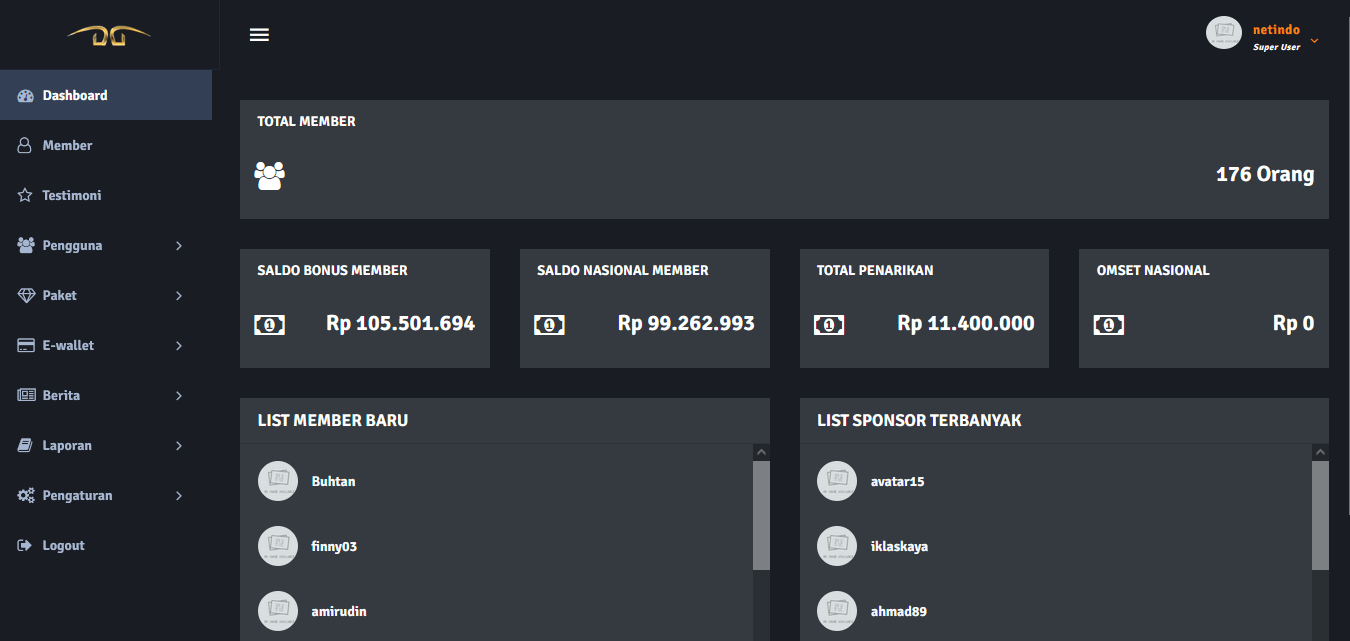 netindo
Super User
Dashboard
Member
Testimoni
Pengguna
Paket
E-wallet
Berita
Laporan
Pengaturan
Logout
TOTAL MEMBER
176 Orang
SALDO BONUS MEMBER
Rp 105.501.694
SALDO NASIONAL MEMBER
Rp 99.262.993
TOTAL PENARIKAN
Rp 11.400.000
OMSET NASIONAL
Rp 0
LIST MEMBER BARU
Buhtan
finny03
amirudin
LIST SPONSOR TERBANYAK
avatar15
iklaskaya
ahmad89